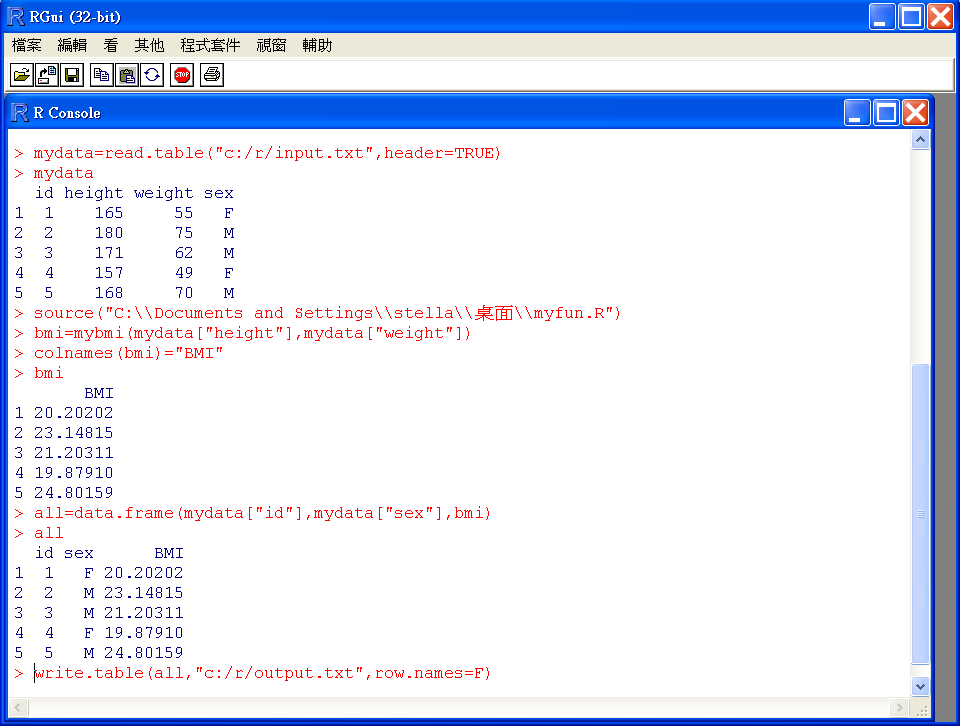 RGui (32-bit)
檔案 編輯 看 其他 程式套件 視窗 輔助
STOP
R Console
> mydata=read.table("c:/r/input.txt",header=TRUE)
> mydata
  id height weight sex
1  1    165     55   F
2  2    180     75   M
3  3    171     62   M
4  4    157     49   F
5  5    168     70   M
> source("C:\\Documents and Settings\\stella\\桌面\\myfun.R")
> bmi=mybmi(mydata["height"],mydata["weight"])
> colnames(bmi)="BMI"
> bmi
       BMI
1 20.20202
2 23.14815
3 21.20311
4 19.87910
5 24.80159
> all=data.frame(mydata["id"],mydata["sex"],bmi)
> all
  id sex      BMI
1  1   F 20.20202
2  2   M 23.14815
3  3   M 21.20311
4  4   F 19.87910
5  5   M 24.80159
> write.table(all,"c:/r/output.txt",row.names=F)